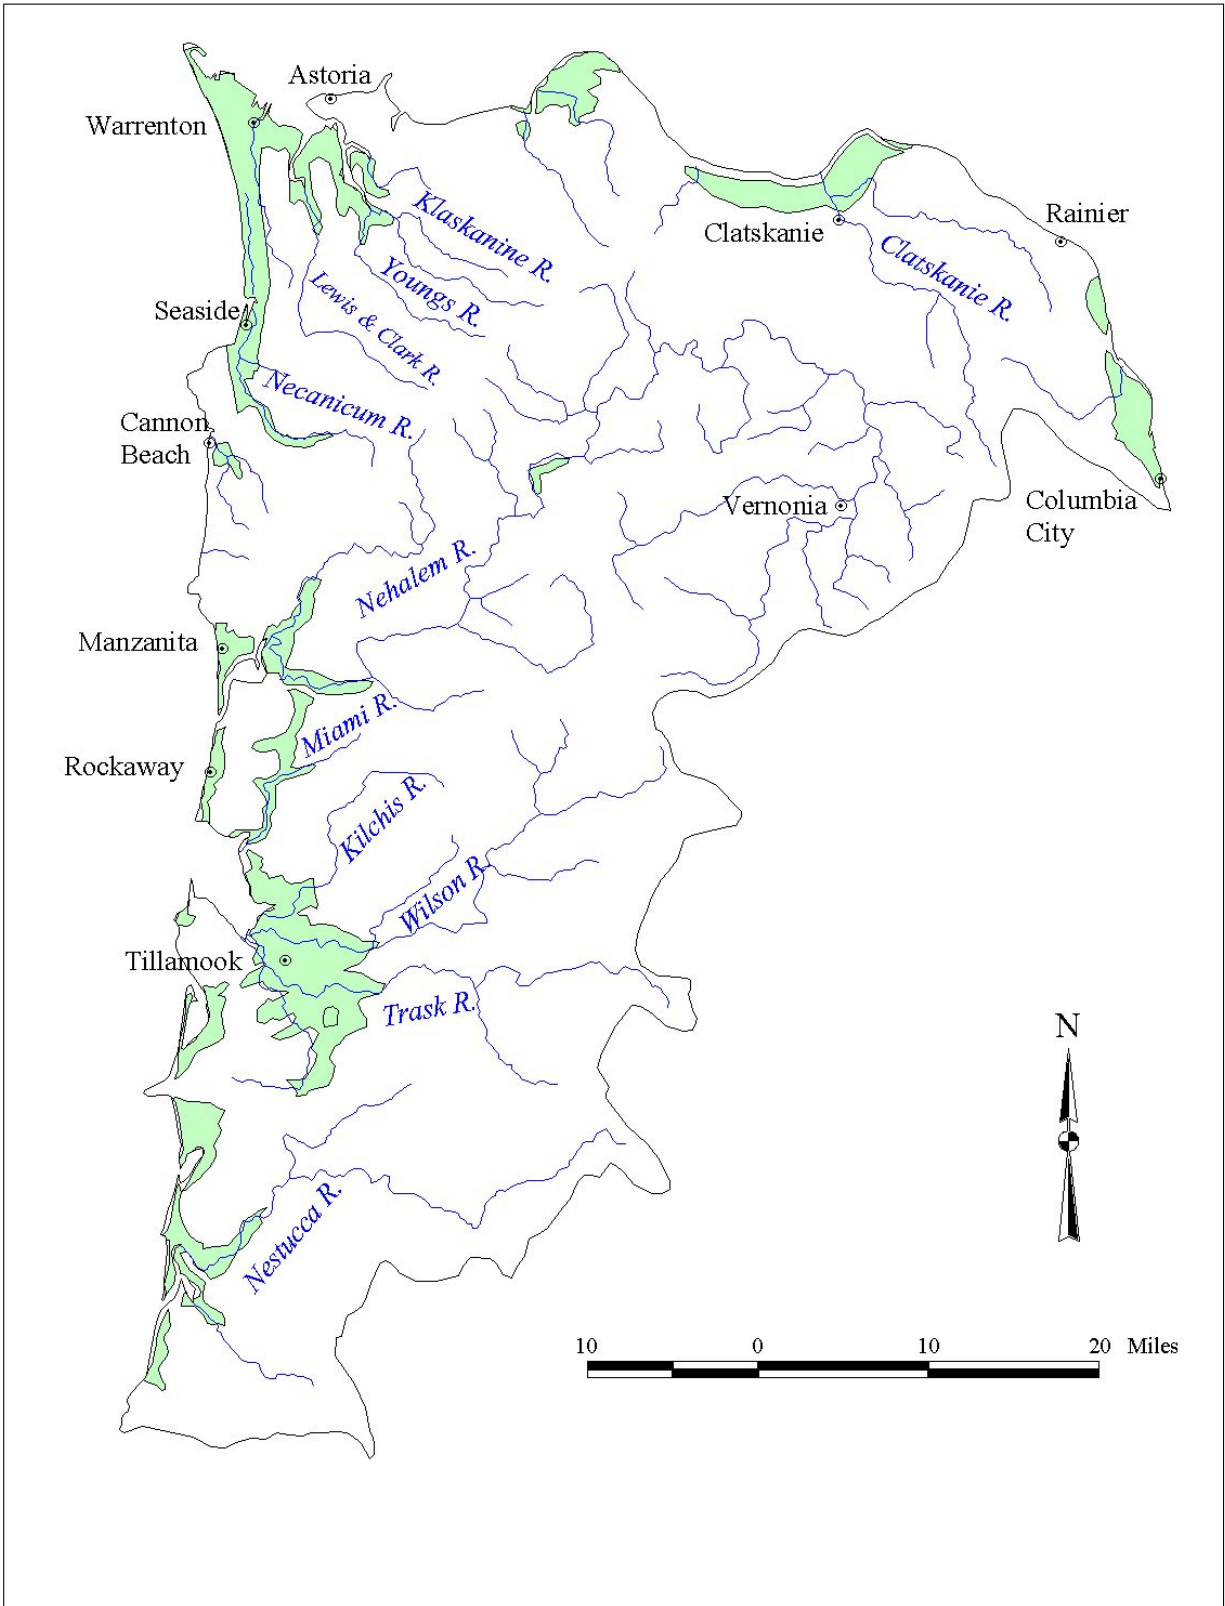 Astoria
Warrenton
Klaskanine R.
Clatskanie
Rainier
Clatskanie R.
Youngs R.
Lewis & Clark R.
Seaside
Necanicum R.
Cannon
Beach
Vernonia
Columbia
City
Nehalem R.
Manzanita
Miami R.
Rockaway
Kilchis R.
Wilson R.
Tillamook
Trask R.
N
Nestucca R.
10 0 10 20 Miles